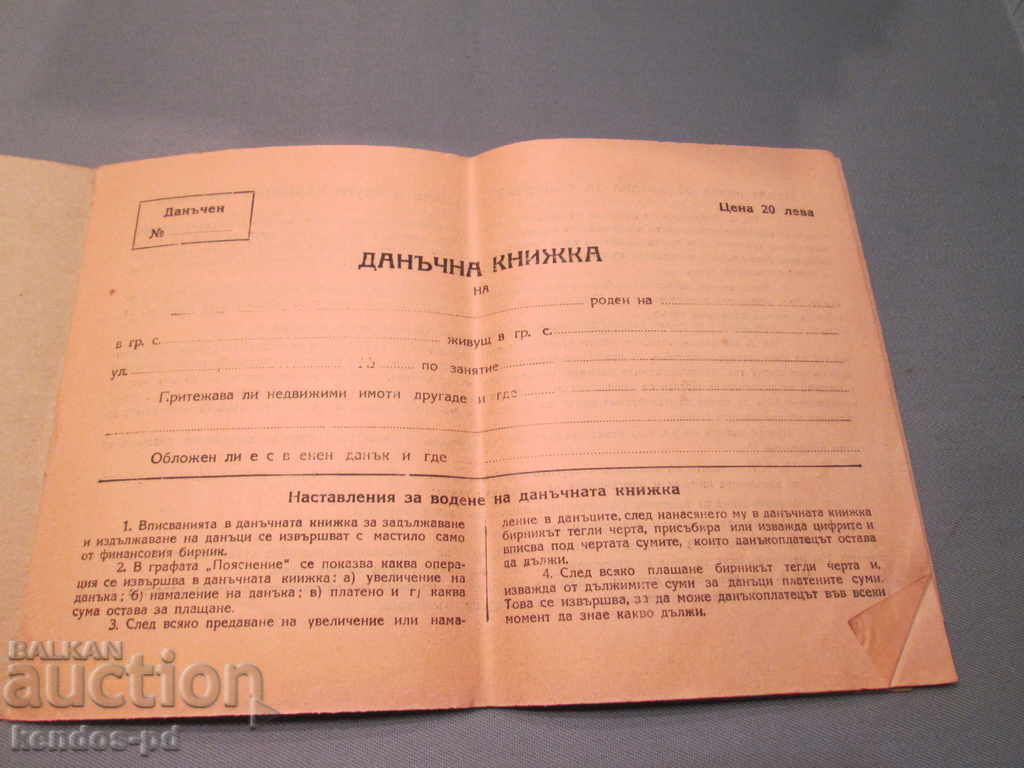 Данъчен
№
Цена 20 лева
ДАНЪЧНА КНИЖКА
НА
роден на
в гр. с. живущ в гр. с.
ул. по занятие
Притежава ли недвижими имоти другаде и где
Обложен ли е с в енен данък и где
Наставления за водене на данъчната книжка
1. Вписванията в данъчната книжка за задължаване
и издължаване на данъци се извършват с мастило само
от финансовия бирник.
2. В графата „Пояснение“ се показва каква опера-
ция се извършва в данъчната книжка: а) увеличение на
данъка; б) намаление на данъка; в) платено и г) каква
сума остава за плащане.
3. След всяко предаване на увеличение или нама-
ление в данъците, след нанасянето му в данъчната книжка
бирникът тегли черта, присъбира или изважда цифрите и
вписва под чертата сумите, които данъкоплатецът остава
да дължи.
4. След всяко плащане бирникът тегли черта и,
изважда от дължимите суми за данъци платените суми.
Това се извършва, за да може данъкоплатецът във всеки
момент да знае какво дължи.
BALKAN
auction
kendos-pd